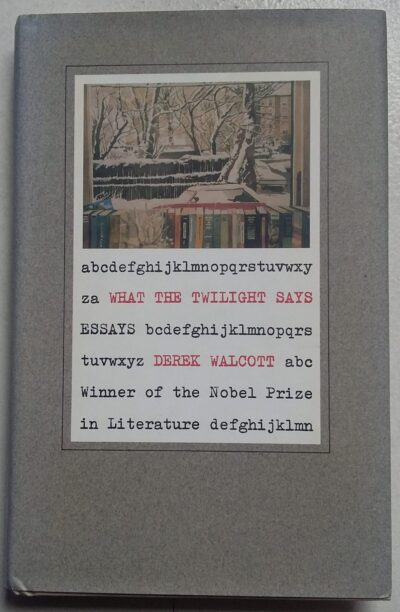 abcdefghijklmnopqrstuvwxy
za WHAT THE TWILIGHT SAYS
ESSAYS bcdefghijklmnopqrs
tuvwxyz DEREK WALCOTT abc
Winner of the Nobel Prize
in Literature defghijklmn